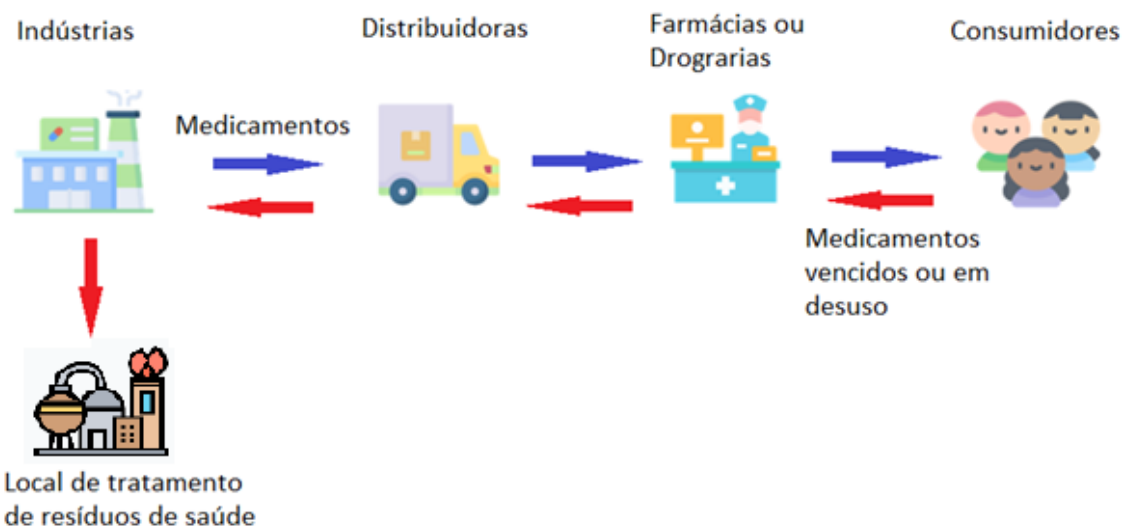 Indústrias
Distribuidoras
Farmácias ou
Drograrias
Consumidores
Medicamentos
Medicamentos
vencidos ou em
desuso
Local de tratamento
de resíduos de saúde